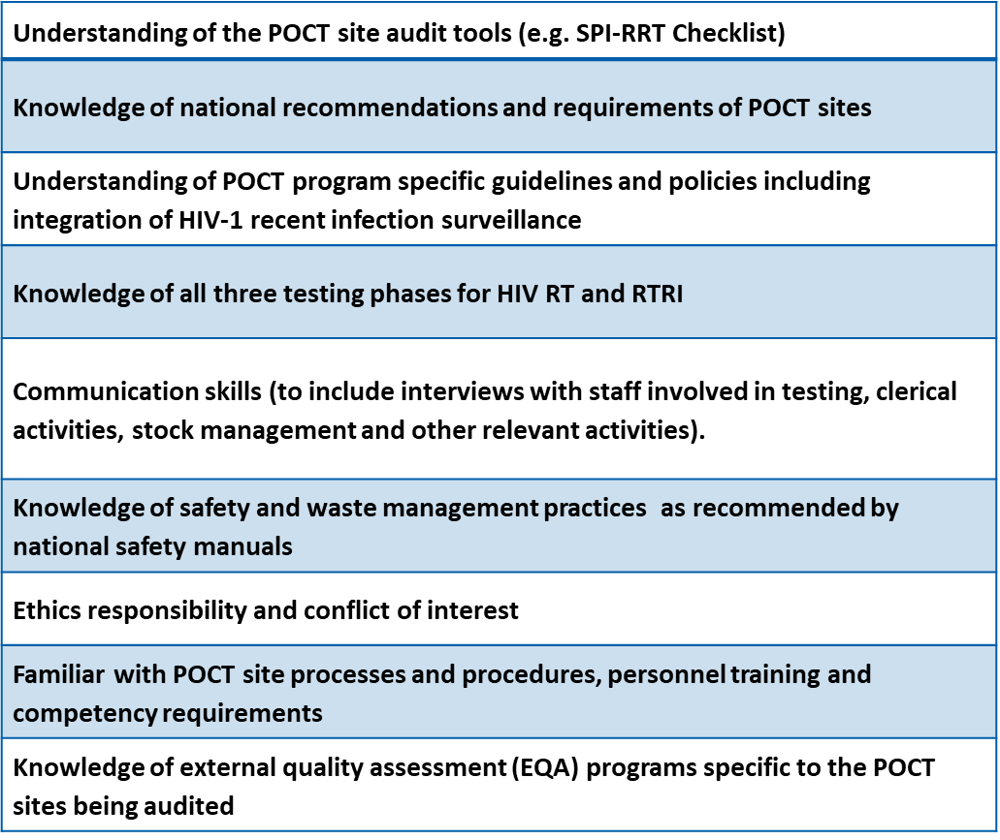 Understanding of the POCT site audit tools (e.g. SPI-RRT Checklist)
Knowledge of national recommendations and requirements of POCT sites
Understanding of POCT program specific guidelines and policies including
integration of HIV-1 recent infection surveillance
Knowledge of all three testing phases for HIV RT and RTRI
Communication skills (to include interviews with staff involved in testing, clerical
activities, stock management and other relevant activities).
Knowledge of safety and waste management practices as recommended by
national safety manuals
Ethics responsibility and conflict of interest
Familiar with POCT site processes and procedures, personnel training and
competency requirements
Knowledge of external quality assessment (EQA) programs specific to the POCT
sites being audited